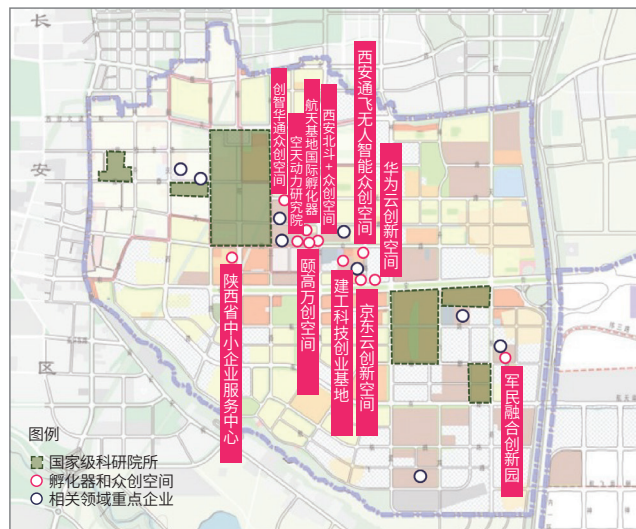 长
安
区
创智华通众创空间
空天动力研究院
航天基地国际孵化器
西安北斗+众创空间
西安通飞无人智能众创空间
华为云创新空间
陕西省中小企业服务中心
颐高万创空间
建工科技创业基地
京东云创新空间
军民融合创新园
图例
国家级科研院所
孵化器和众创空间
相关领域重点企业